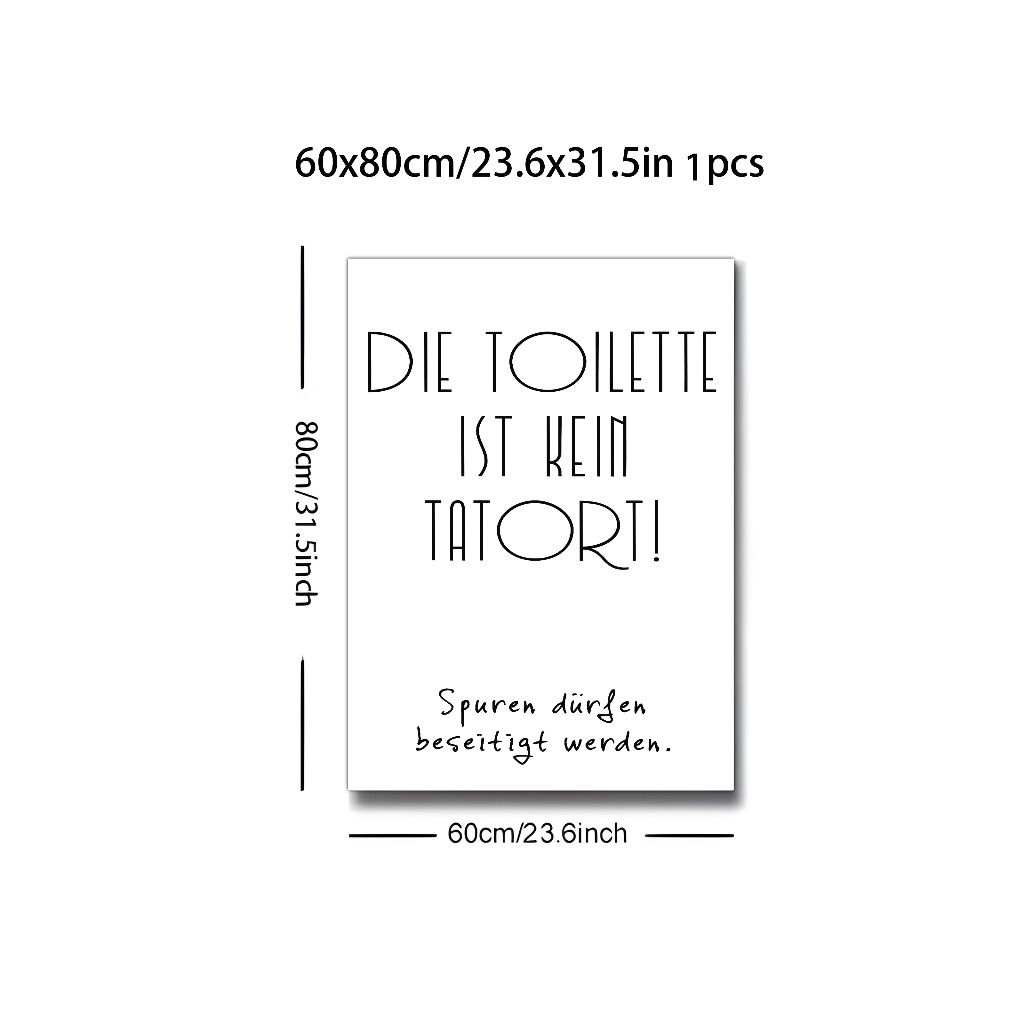 60x80cm/23.6x31.5in 1pcs
DIE TOILETTE
IST KEIN
TATORT!
80cm/31.5inch
Spuren dürfen
beseitigt werden.
60cm/23.6inch